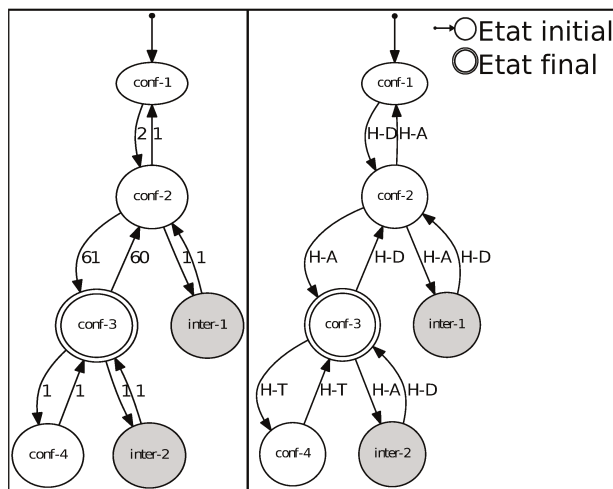 conf-1
2 1
conf-2
61 60 1 1
conf-3
inter-1
1 1 1 1
conf-4
inter-2
Etat initial
Etat final
conf-1
H-D H-A
conf-2
H-A H-D H-A H-D
conf-3
inter-1
H-T H-T H-A H-D
conf-4
inter-2